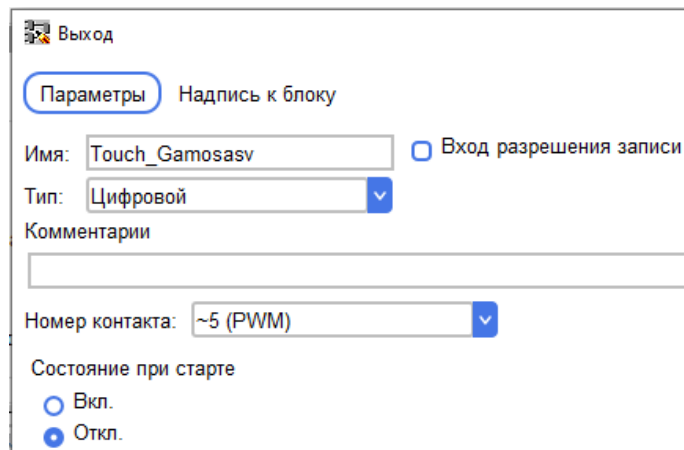 Выход
Параметры Надпись к блоку
Имя: Touch_Gamosasv Вход разрешения записи
Тип: Цифровой
Комментарии
Номер контакта: ~5 (PWM)
Состояние при старте
Вкл.
Откл.